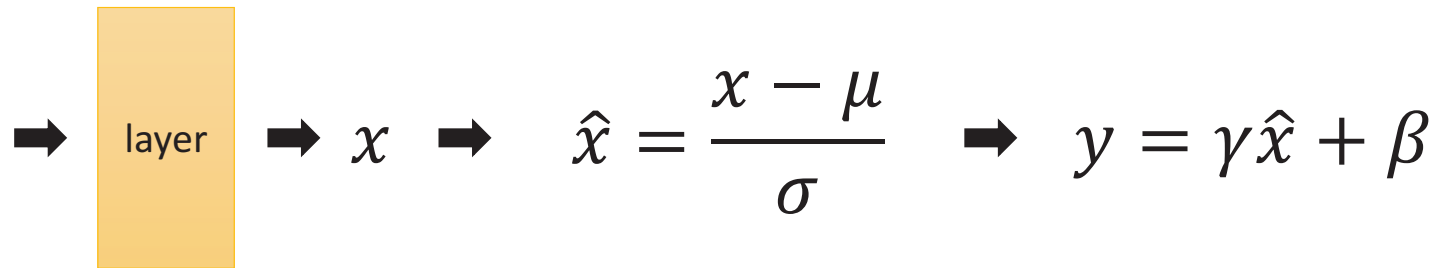 layer x x̂ = (x − μ) / σ y = γx̂ + β